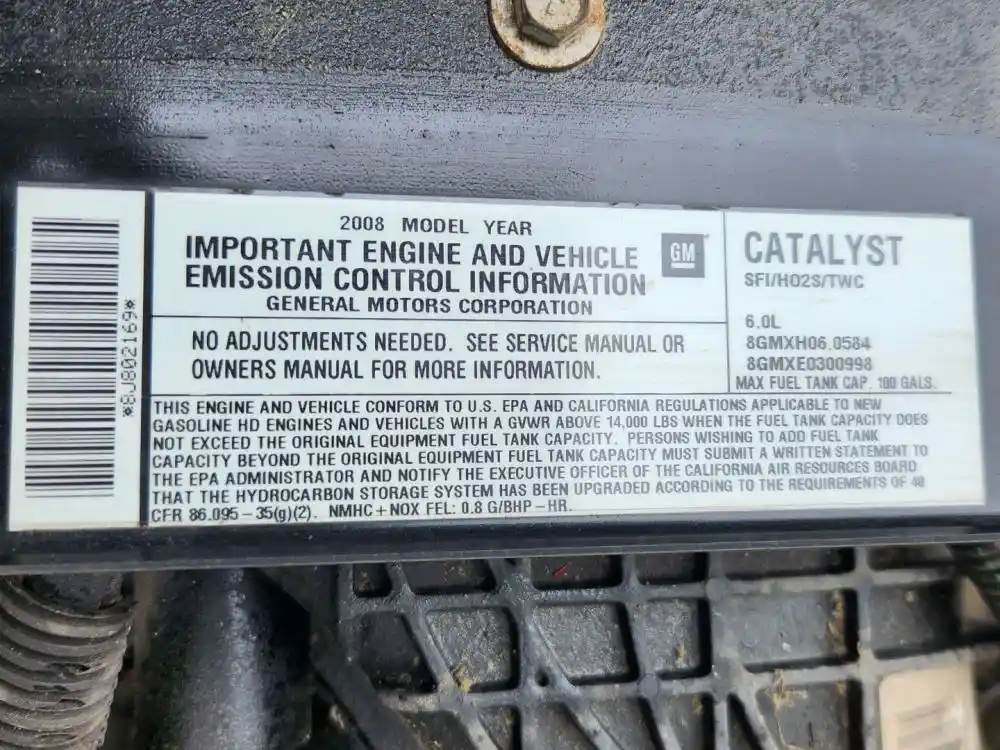 *8J802169*
2008 MODEL YEAR
IMPORTANT ENGINE AND VEHICLE
EMISSION CONTROL INFORMATION
GENERAL MOTORS CORPORATION
GM
NO ADJUSTMENTS NEEDED. SEE SERVICE MANUAL OR
OWNERS MANUAL FOR MORE INFORMATION.
CATALYST
SFI/HO2S/TWC
6.0L
8GMXH06.0584
8GMXE0300998
MAX FUEL TANK CAP. 100 GALS.
THIS ENGINE AND VEHICLE CONFORM TO U.S. EPA AND CALIFORNIA REGULATIONS APPLICABLE TO NEW
GASOLINE HD ENGINES AND VEHICLES WITH A GVWR ABOVE 14,000 LBS WHEN THE FUEL TANK CAPACITY DOES
NOT EXCEED THE ORIGINAL EQUIPMENT FUEL TANK CAPACITY. PERSONS WISHING TO ADD FUEL TANK
CAPACITY BEYOND THE ORIGINAL EQUIPMENT FUEL TANK CAPACITY MUST SUBMIT A WRITTEN STATEMENT TO
THE EPA ADMINISTRATOR AND NOTIFY THE EXECUTIVE OFFICER OF THE CALIFORNIA AIR RESOURCES BOARD
THAT THE HYDROCARBON STORAGE SYSTEM HAS BEEN UPGRADED ACCORDING TO THE REQUIREMENTS OF 40
CFR 86.095-35(g)(2). NMHC+NOX FEL: 0.8 G/BHP-HR.